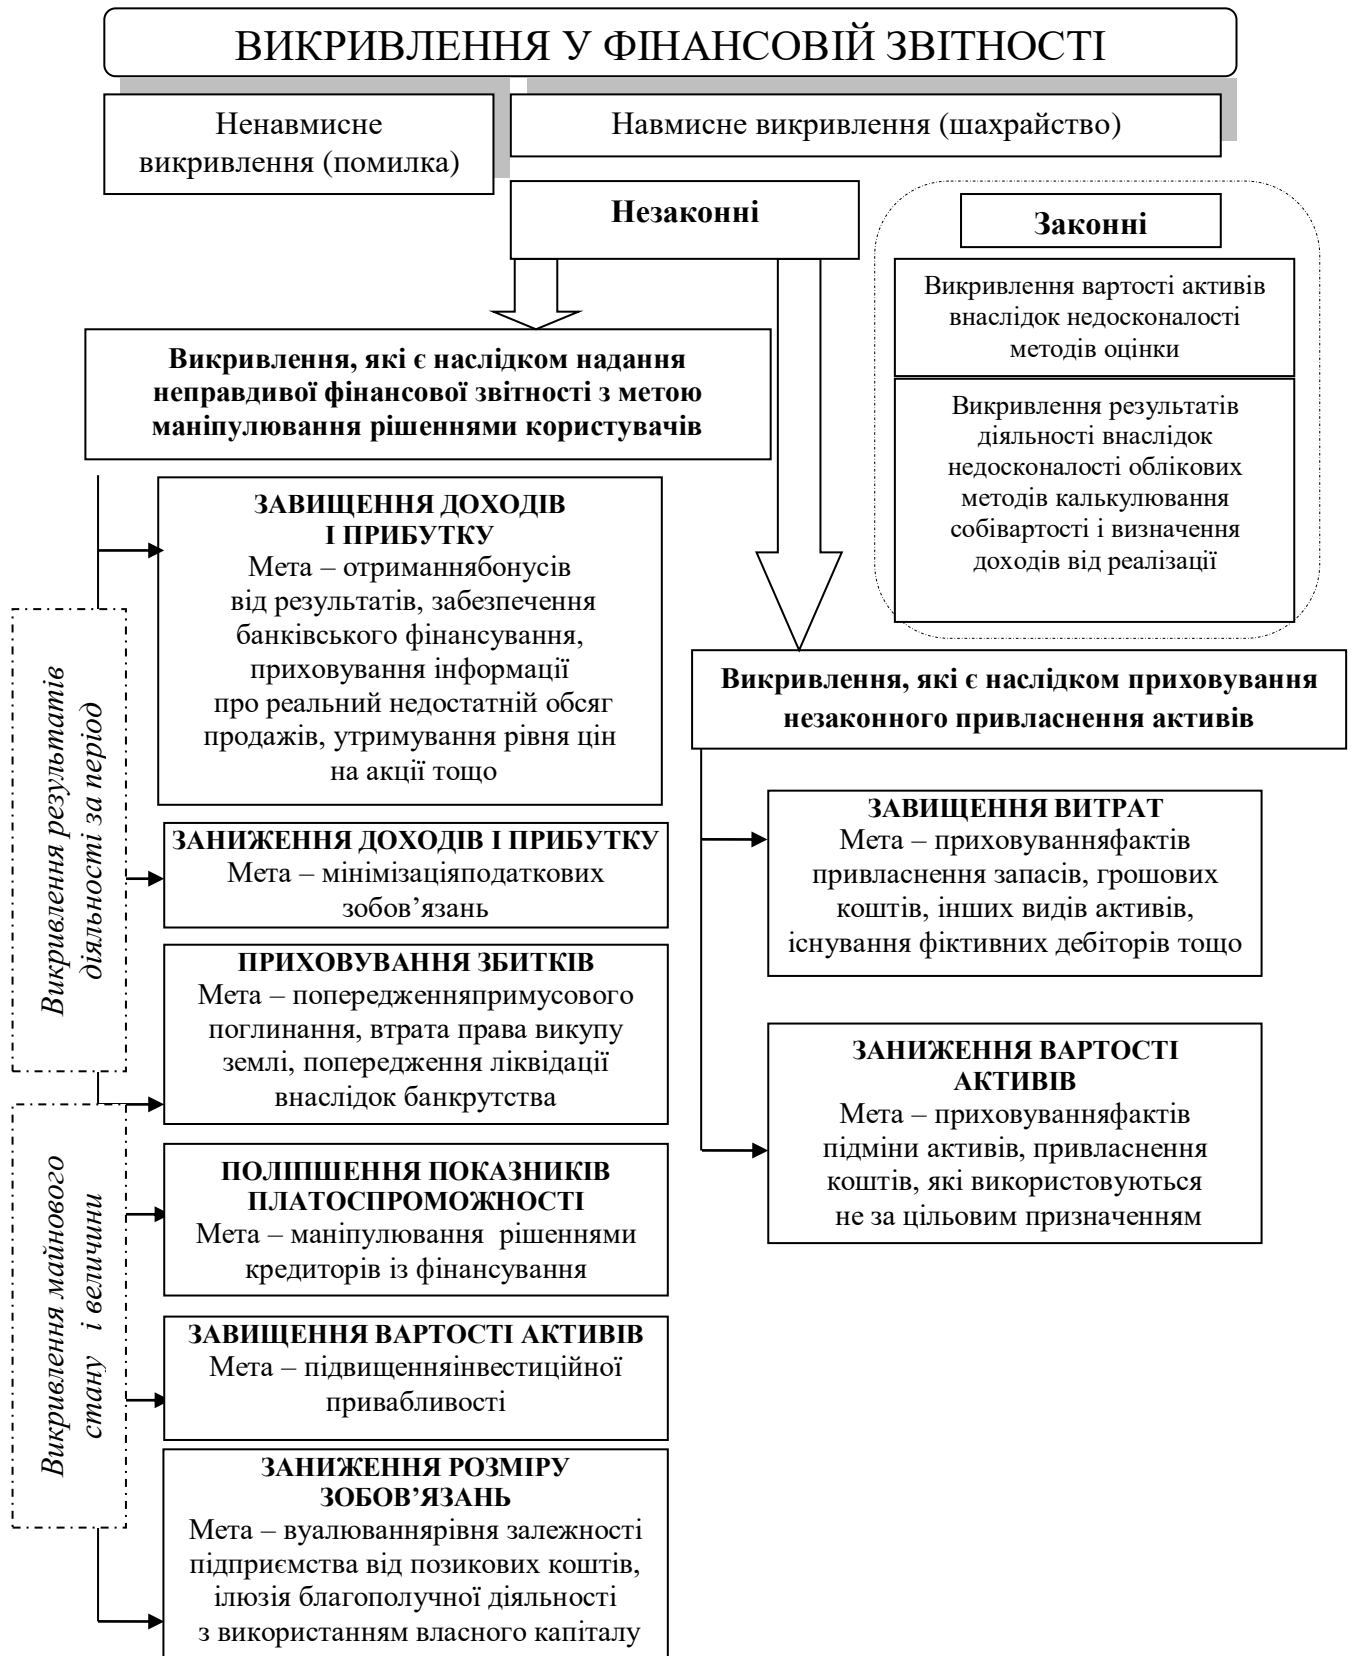 ВИКРИВЛЕННЯ У ФІНАНСОВІЙ ЗВІТНОСТІ
Ненавмисне
викривлення (помилка)
Навмисне викривлення (шахрайство)
Незаконні
Законні
Викривлення вартості активів
внаслідок недосконалості
методів оцінки
Викривлення результатів
діяльності внаслідок
недосконалості облікових
методів калькулювання
собівартості і визначення
доходів від реалізації
Викривлення, які є наслідком надання
неправдивої фінансової звітності з метою
маніпулювання рішеннями користувачів
Викривлення результатів
діяльності за період
ЗАВИЩЕННЯ ДОХОДІВ
І ПРИБУТКУ
Мета – отриманнябонусів
від результатів, забезпечення
банківського фінансування,
приховування інформації
про реальний недостатній обсяг
продажів, утримування рівня цін
на акції тощо
ЗАНИЖЕННЯ ДОХОДІВ І ПРИБУТКУ
Мета – мінімізаціяподаткових
зобов’язань
ПРИХОВУВАННЯ ЗБИТКІВ
Мета – попередженняпримусового
поглинання, втрата права викупу
землі, попередження ліквідації
внаслідок банкрутства
Викривлення майнового
стану і величини
ПОЛІПШЕННЯ ПОКАЗНИКІВ
ПЛАТОСПРОМОЖНОСТІ
Мета – маніпулювання рішеннями
кредиторів із фінансування
ЗАВИЩЕННЯ ВАРТОСТІ АКТИВІВ
Мета – підвищенняінвестиційної
привабливості
ЗАНИЖЕННЯ РОЗМІРУ
ЗОБОВ’ЯЗАНЬ
Мета – вуалюваннярівня залежності
підприємства від позикових коштів,
ілюзія благополучної діяльності
з використанням власного капіталу
Викривлення, які є наслідком приховування
незаконного привласнення активів
ЗАВИЩЕННЯ ВИТРАТ
Мета – приховуванняфактів
привласнення запасів, грошових
коштів, інших видів активів,
існування фіктивних дебіторів тощо
ЗАНИЖЕННЯ ВАРТОСТІ
АКТИВІВ
Мета – приховуванняфактів
підміни активів, привласнення
коштів, які використовуються
не за цільовим призначенням